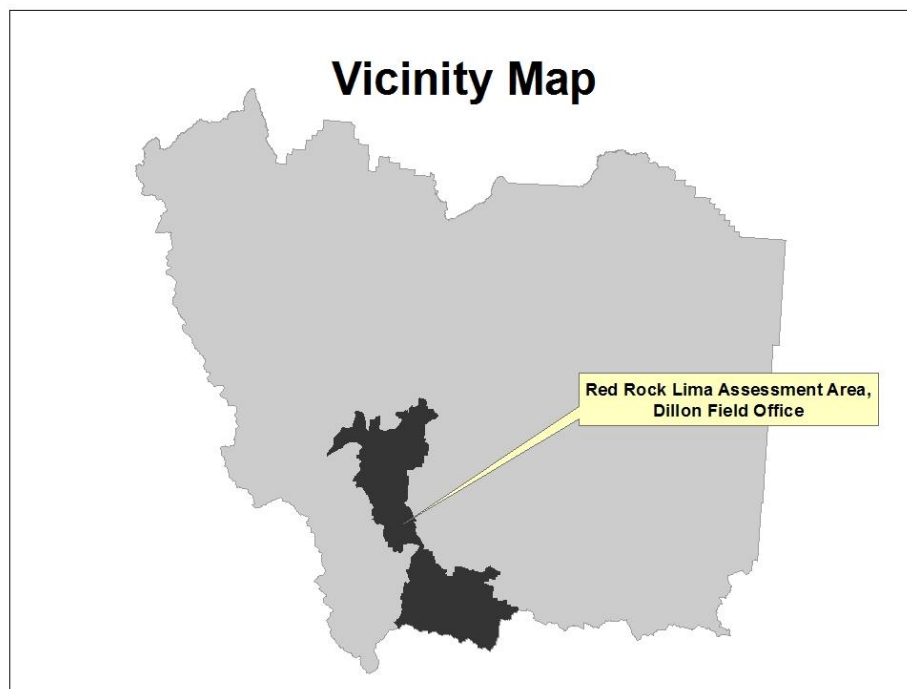 Vicinity Map
Red Rock Lima Assessment Area,
Dillon Field Office